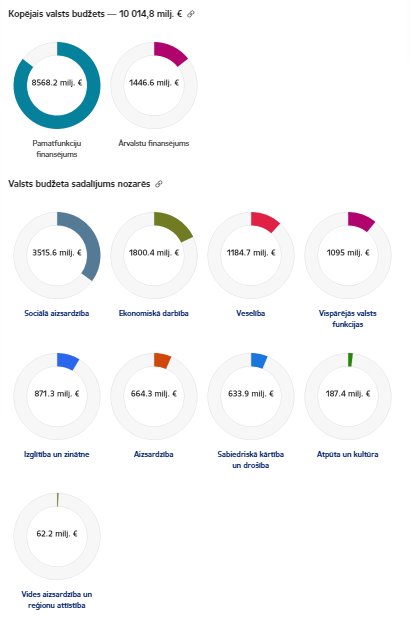 Kopējais valsts budžets — 10 014,8 milj. €
8568.2 milj. €
1446.6 milj. €
Pamatfunkciju
finansējums
Ārvalstu finansējums
Valsts budžeta sadalījums nozarēs
3515.6 milj. €
1800.4 milj. €
1184.7 milj. €
1095 milj. €
Sociālā aizsardzība
Ekonomiskā darbība
Veselība
Vispārējās valsts
funkcijas
871.3 milj. €
664.3 milj. €
633.9 milj. €
187.4 milj. €
Izglītība un zinātne
Aizsardzība
Sabiedriskā kārtība
un drošība
Atpūta un kultūra
62.2 milj. €
Vides aizsardzība un
reģionu attīstība